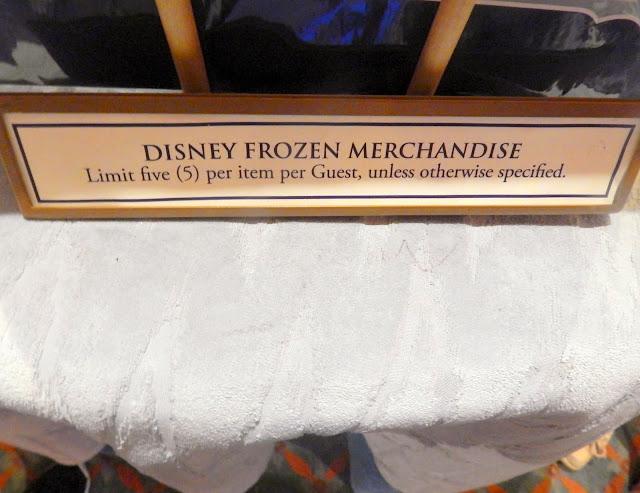 DISNEY FROZEN MERCHANDISE
Limit five (5) per item per Guest, unless otherwise specified.